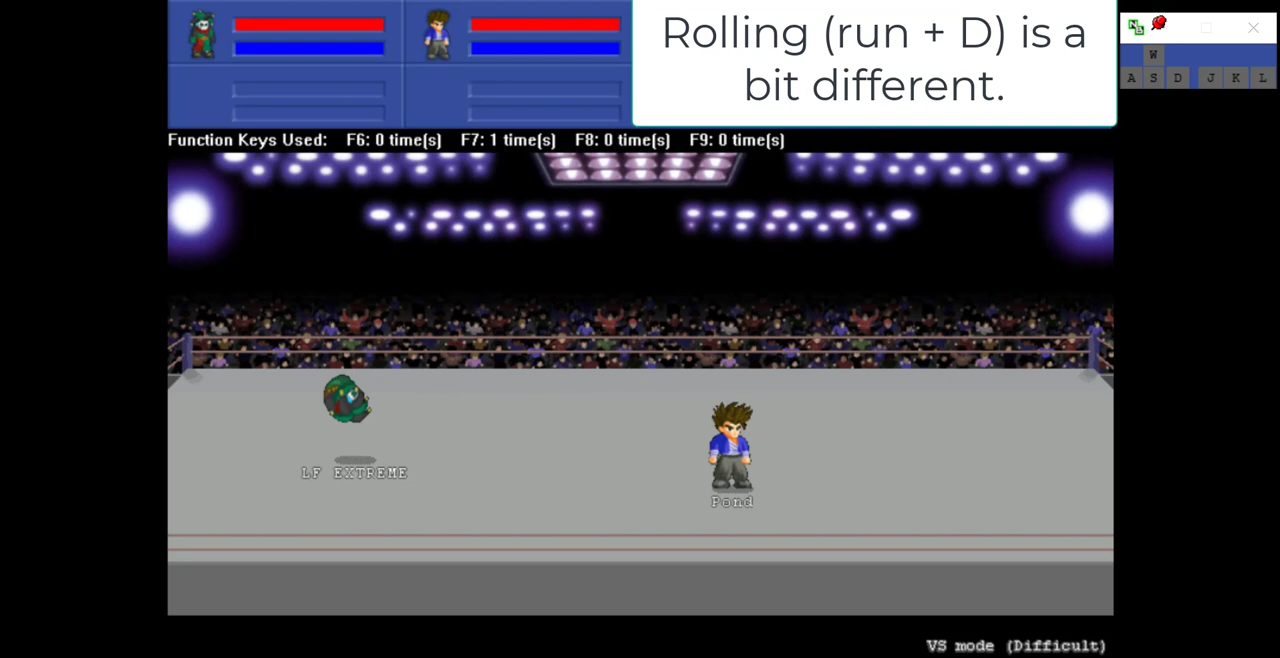 Rolling (run + D) is a
bit different.
W
A S D J K L
Function Keys Used: F6: 0 time(s) F7: 1 time(s) F8: 0 time(s) F9: 0 time(s)
LF EXTREME
Pond
VS mode (Difficult)